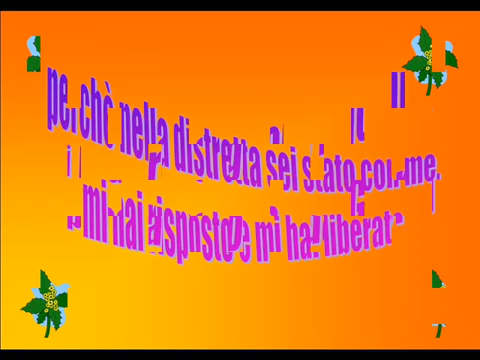 perchè nella distretta sei stato con me.
mi hai risposto e mi hai liberato